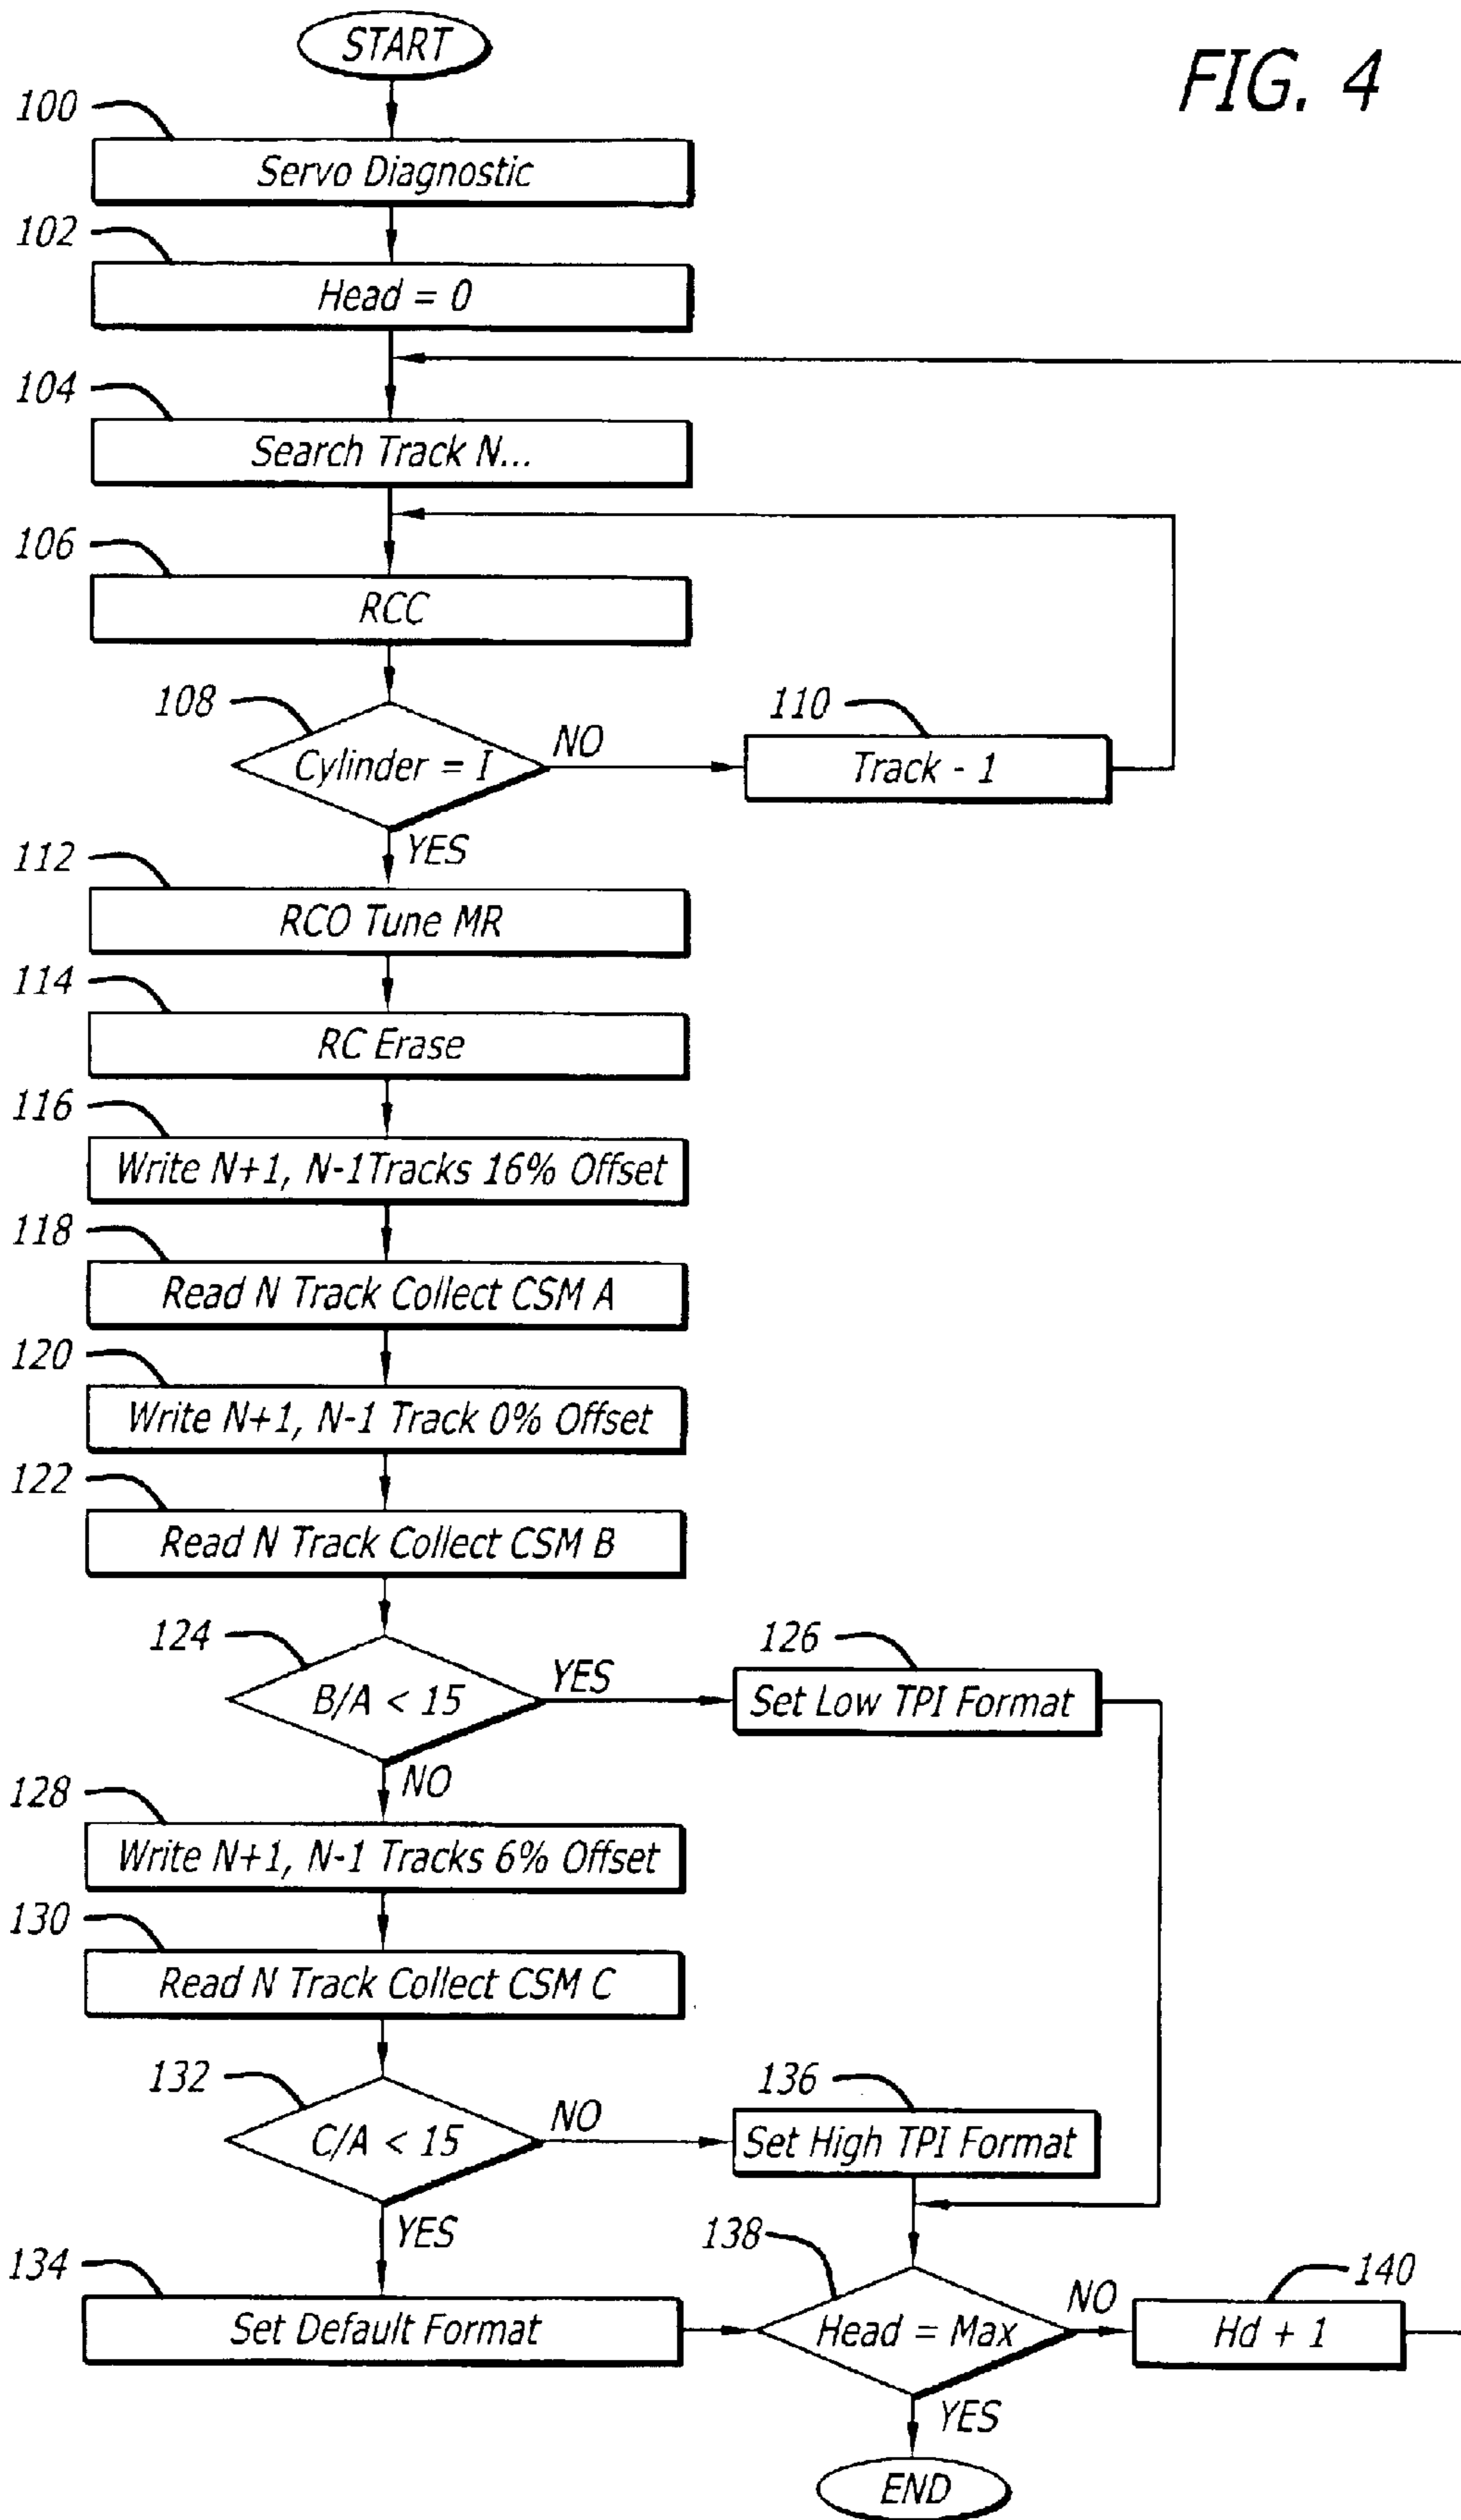 START
FIG. 4
100
Servo Diagnostic
102
Head = 0
104
Search Track N...
106
RCC
108
Cylinder = I
NO
110
Track - 1
YES
112
RCO Tune MR
114
RC Erase
116
Write N+1, N-1Tracks 16% Offset
118
Read N Track Collect CSM A
120
Write N+1, N-1 Track 0% Offset
122
Read N Track Collect CSM B
124
B/A < 15
YES
126
Set Low TPI Format
NO
128
Write N+1, N-1 Tracks 6% Offset
130
Read N Track Collect CSM C
132
C/A < 15
NO
136
Set High TPI Format
YES
134
Set Default Format
138
Head = Max
NO
140
Hd + 1
YES
END